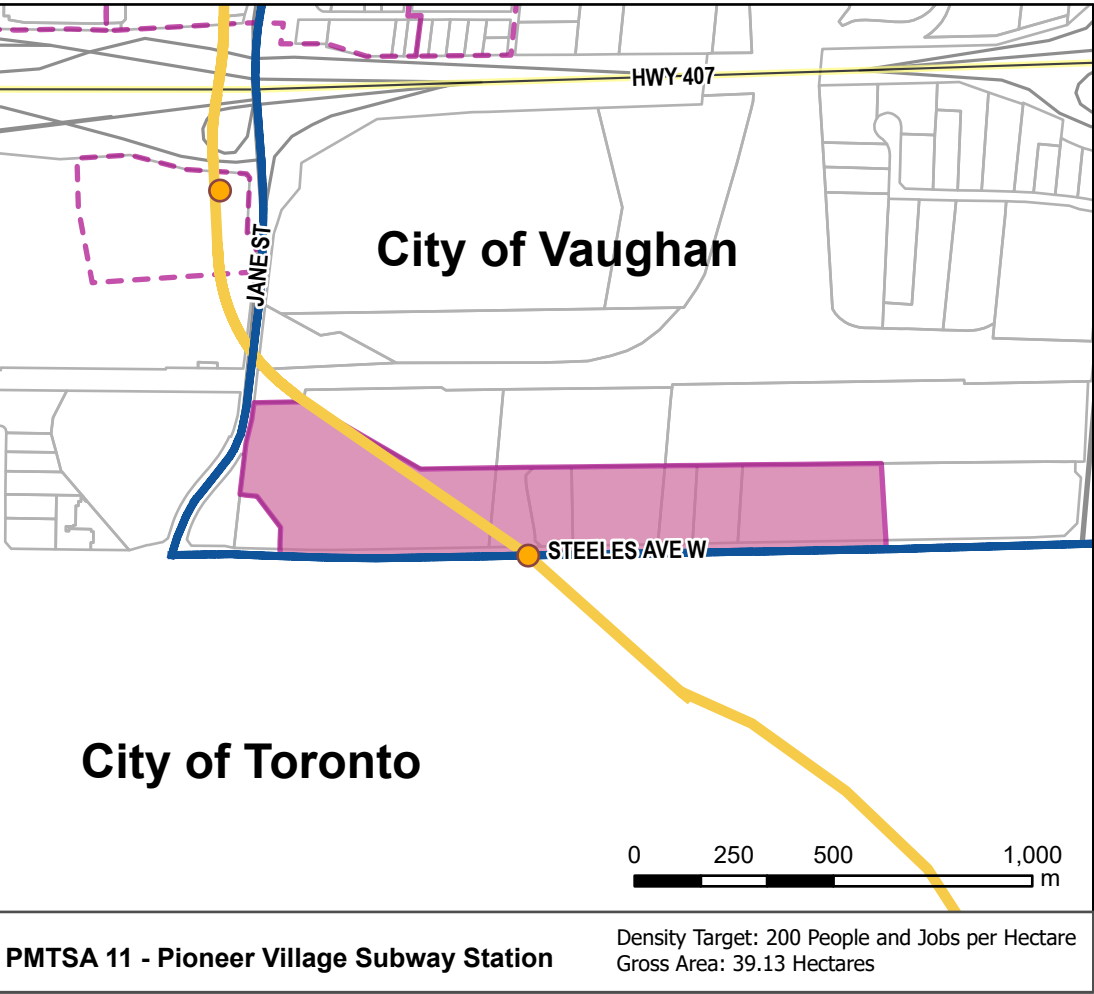 HWY 407
City of Vaughan
JANE ST
STEELES AVE W
City of Toronto
0 250 500 1,000
m
PMTSA 11 - Pioneer Village Subway Station
Density Target: 200 People and Jobs per Hectare
Gross Area: 39.13 Hectares